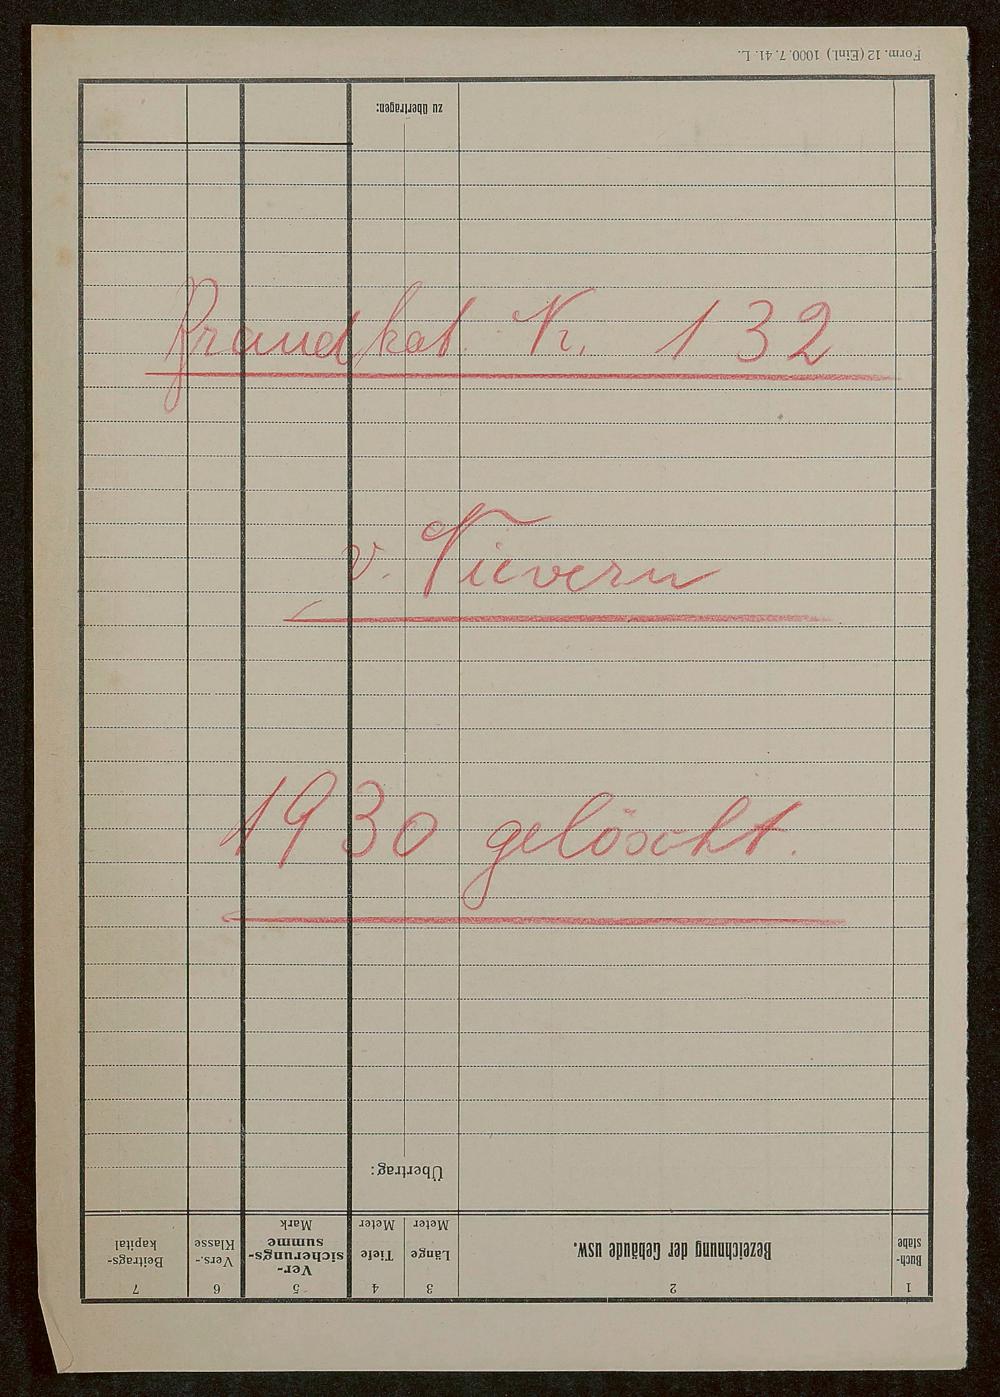 Form. 12 (Einl.) 1000. 7. 41. L.
zu übertragen:
Brandkat. Nr. 132
v. Nievern
1930 gelöscht.
Übertrag:
1 2 3 4 5 6 7
Buch-
stabe
Bezeichnung der Gebäude usw.
Länge
Meter
Tiefe
Meter
Ver-
sicherungs-
summe
Mark
Vers.-
Klasse
Beitrags-
kapital